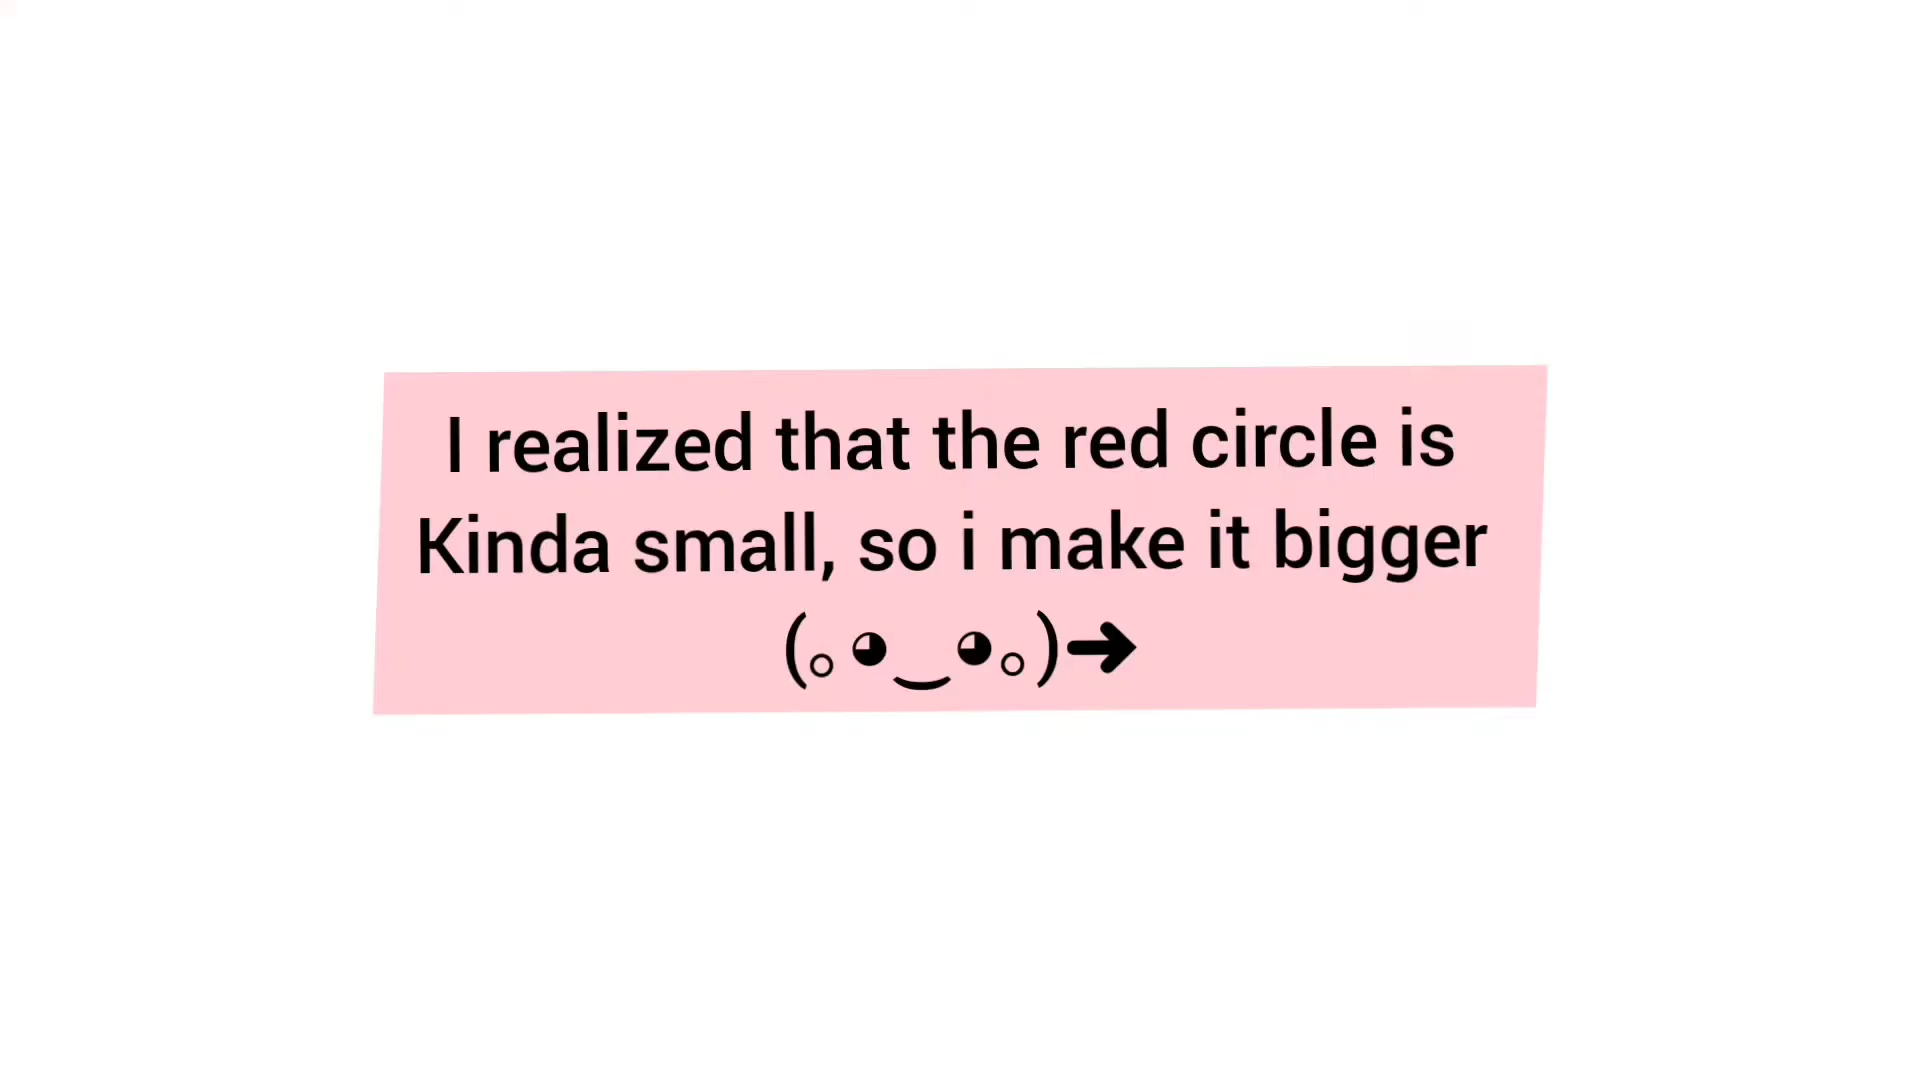 I realized that the red circle is
Kinda small, so i make it bigger
(｡◕‿◕｡)➜